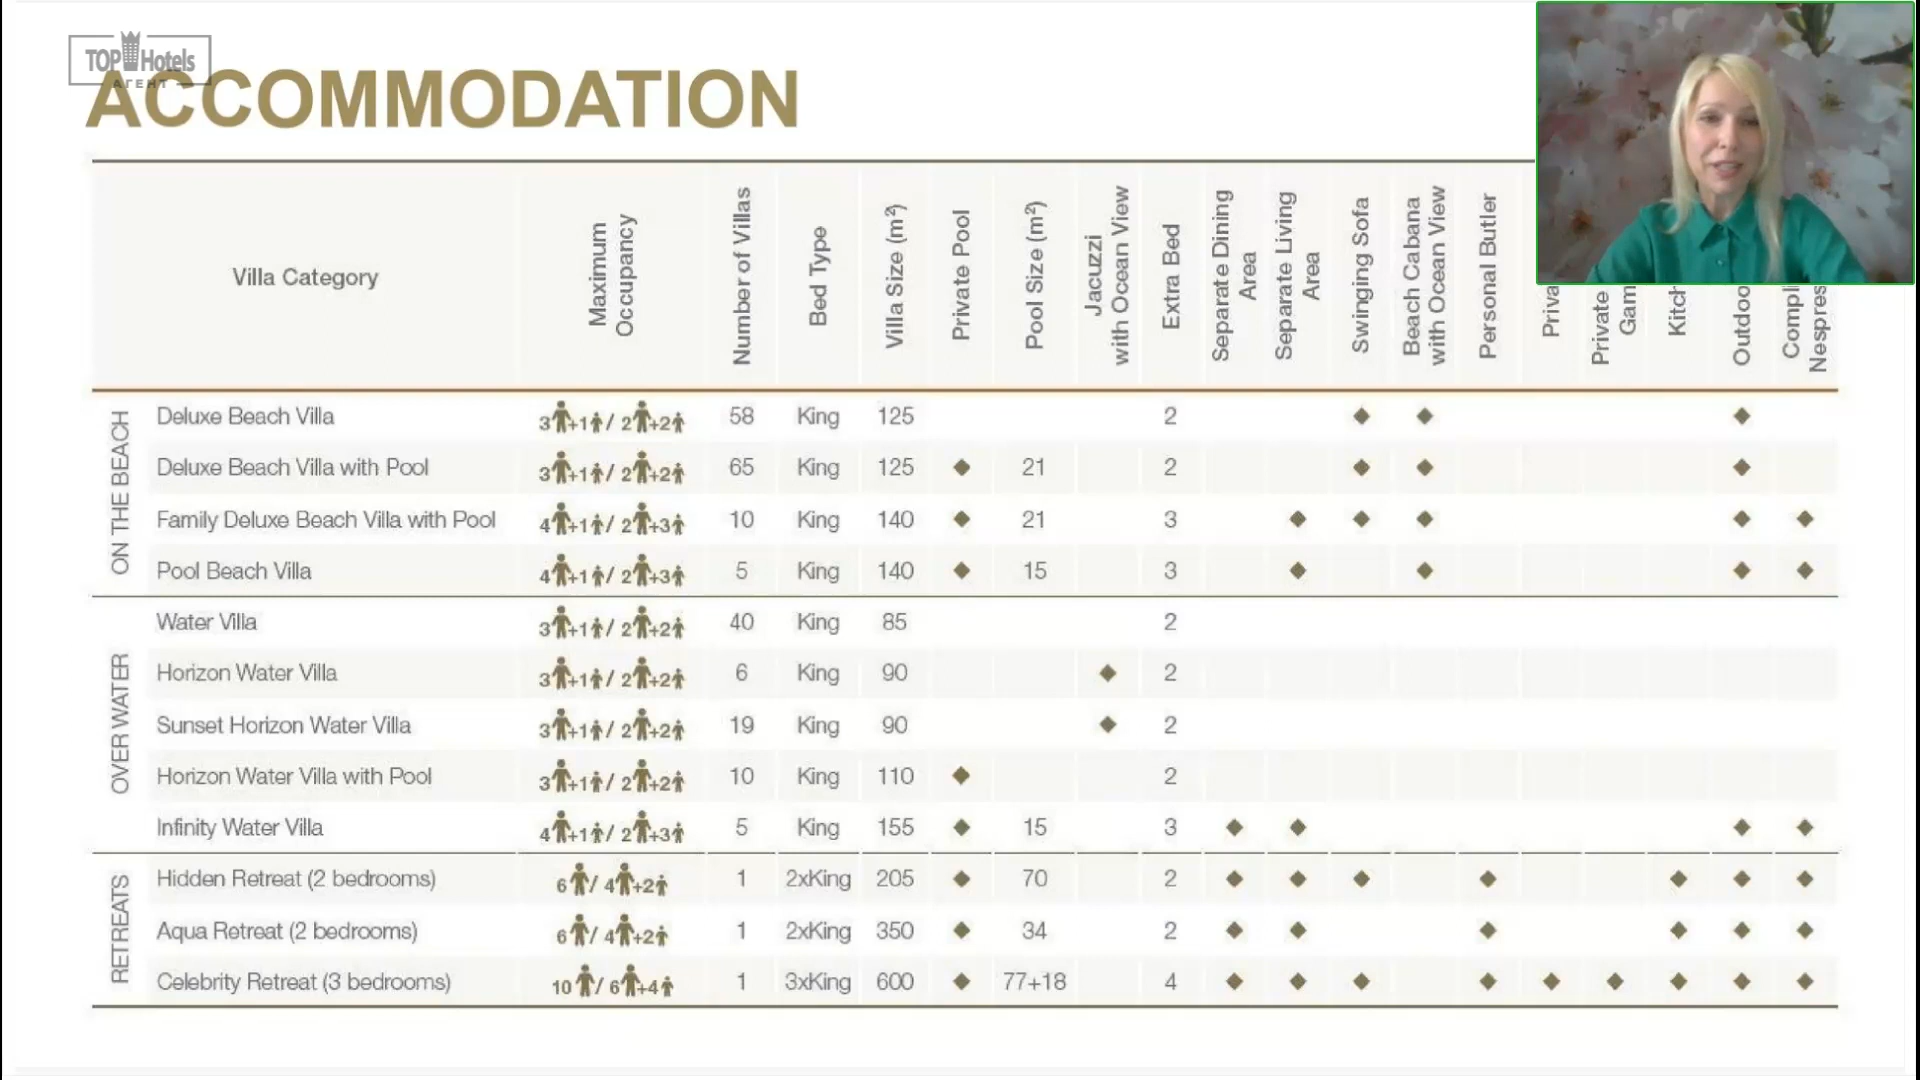 TOP Hotels
АГЕНТ
ACCOMMODATION
Villa Category
Maximum Occupancy
Number of Villas
Bed Type
Villa Size (m²)
Private Pool
Pool Size (m²)
Jacuzzi with Ocean View
Extra Bed
Separate Dining Area
Separate Living Area
Swinging Sofa
Beach Cabana with Ocean View
Personal Butler
Private
ON THE BEACH
Deluxe Beach Villa 3+1/ 2+2 58 King 125 2 ◆ ◆ ◆
Deluxe Beach Villa with Pool 3+1/ 2+2 65 King 125 ◆ 21 2 ◆ ◆ ◆
Family Deluxe Beach Villa with Pool 4+1/ 2+3 10 King 140 ◆ 21 3 ◆ ◆ ◆ ◆ ◆
Pool Beach Villa 4+1/ 2+3 5 King 140 ◆ 15 3 ◆ ◆ ◆ ◆
OVER WATER
Water Villa 3+1/ 2+2 40 King 85 2
Horizon Water Villa 3+1/ 2+2 6 King 90 ◆ 2
Sunset Horizon Water Villa 3+1/ 2+2 19 King 90 ◆ 2
Horizon Water Villa with Pool 3+1/ 2+2 10 King 110 ◆ 2
Infinity Water Villa 4+1/ 2+3 5 King 155 ◆ 15 3 ◆ ◆ ◆ ◆
RETREATS
Hidden Retreat (2 bedrooms) 6/ 4+2 1 2xKing 205 ◆ 70 2 ◆ ◆ ◆ ◆ ◆ ◆ ◆
Aqua Retreat (2 bedrooms) 6/ 4+2 1 2xKing 350 ◆ 34 2 ◆ ◆ ◆ ◆ ◆ ◆
Celebrity Retreat (3 bedrooms) 10/ 6+4 1 3xKing 600 ◆ 77+18 4 ◆ ◆ ◆ ◆ ◆ ◆ ◆ ◆ ◆